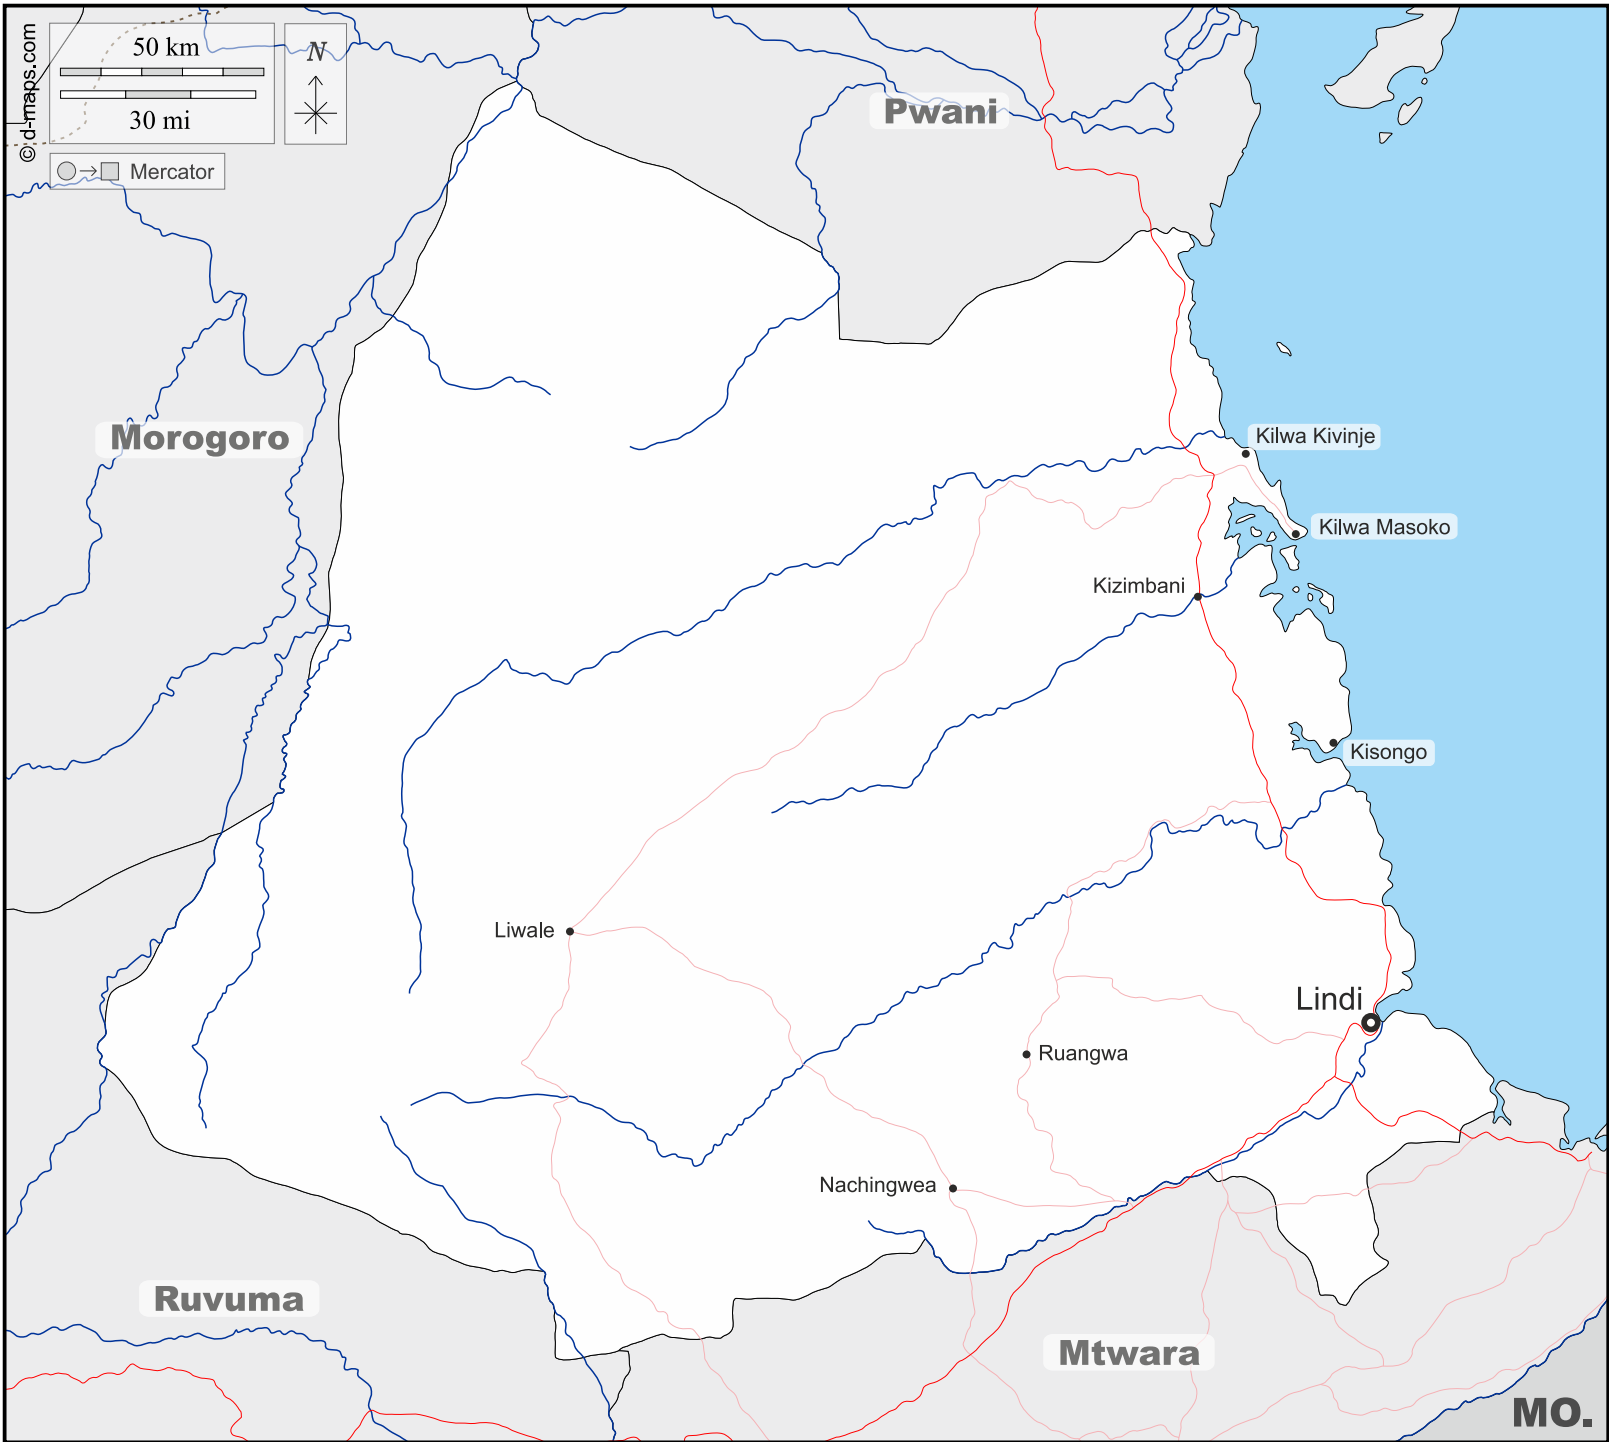 © d-maps.com
50 km
30 mi
N
Mercator
Pwani
Morogoro
Kilwa Kivinje
Kilwa Masoko
Kizimbani
Kisongo
Liwale
Lindi
Ruangwa
Nachingwea
Ruvuma
Mtwara
MO.